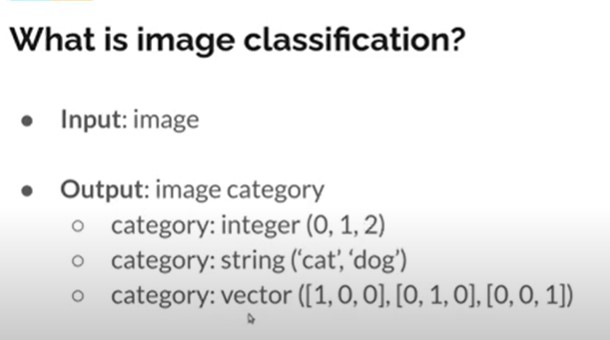 What is image classification?
● Input: image
● Output: image category
○ category: integer (0, 1, 2)
○ category: string (‘cat’, ‘dog’)
○ category: vector ([1, 0, 0], [0, 1, 0], [0, 0, 1])